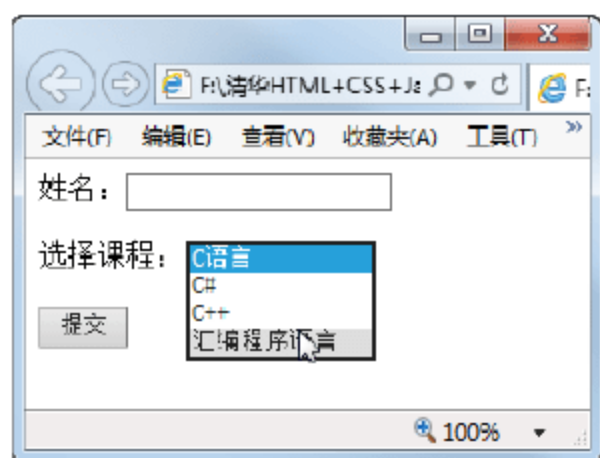 F:\清华HTML+CSS+Ja
F:
文件(F) 编辑(E) 查看(V) 收藏夹(A) 工具(T) »
姓名：
选择课程：
C语言
C#
C++
汇编程序语言
提交
100%